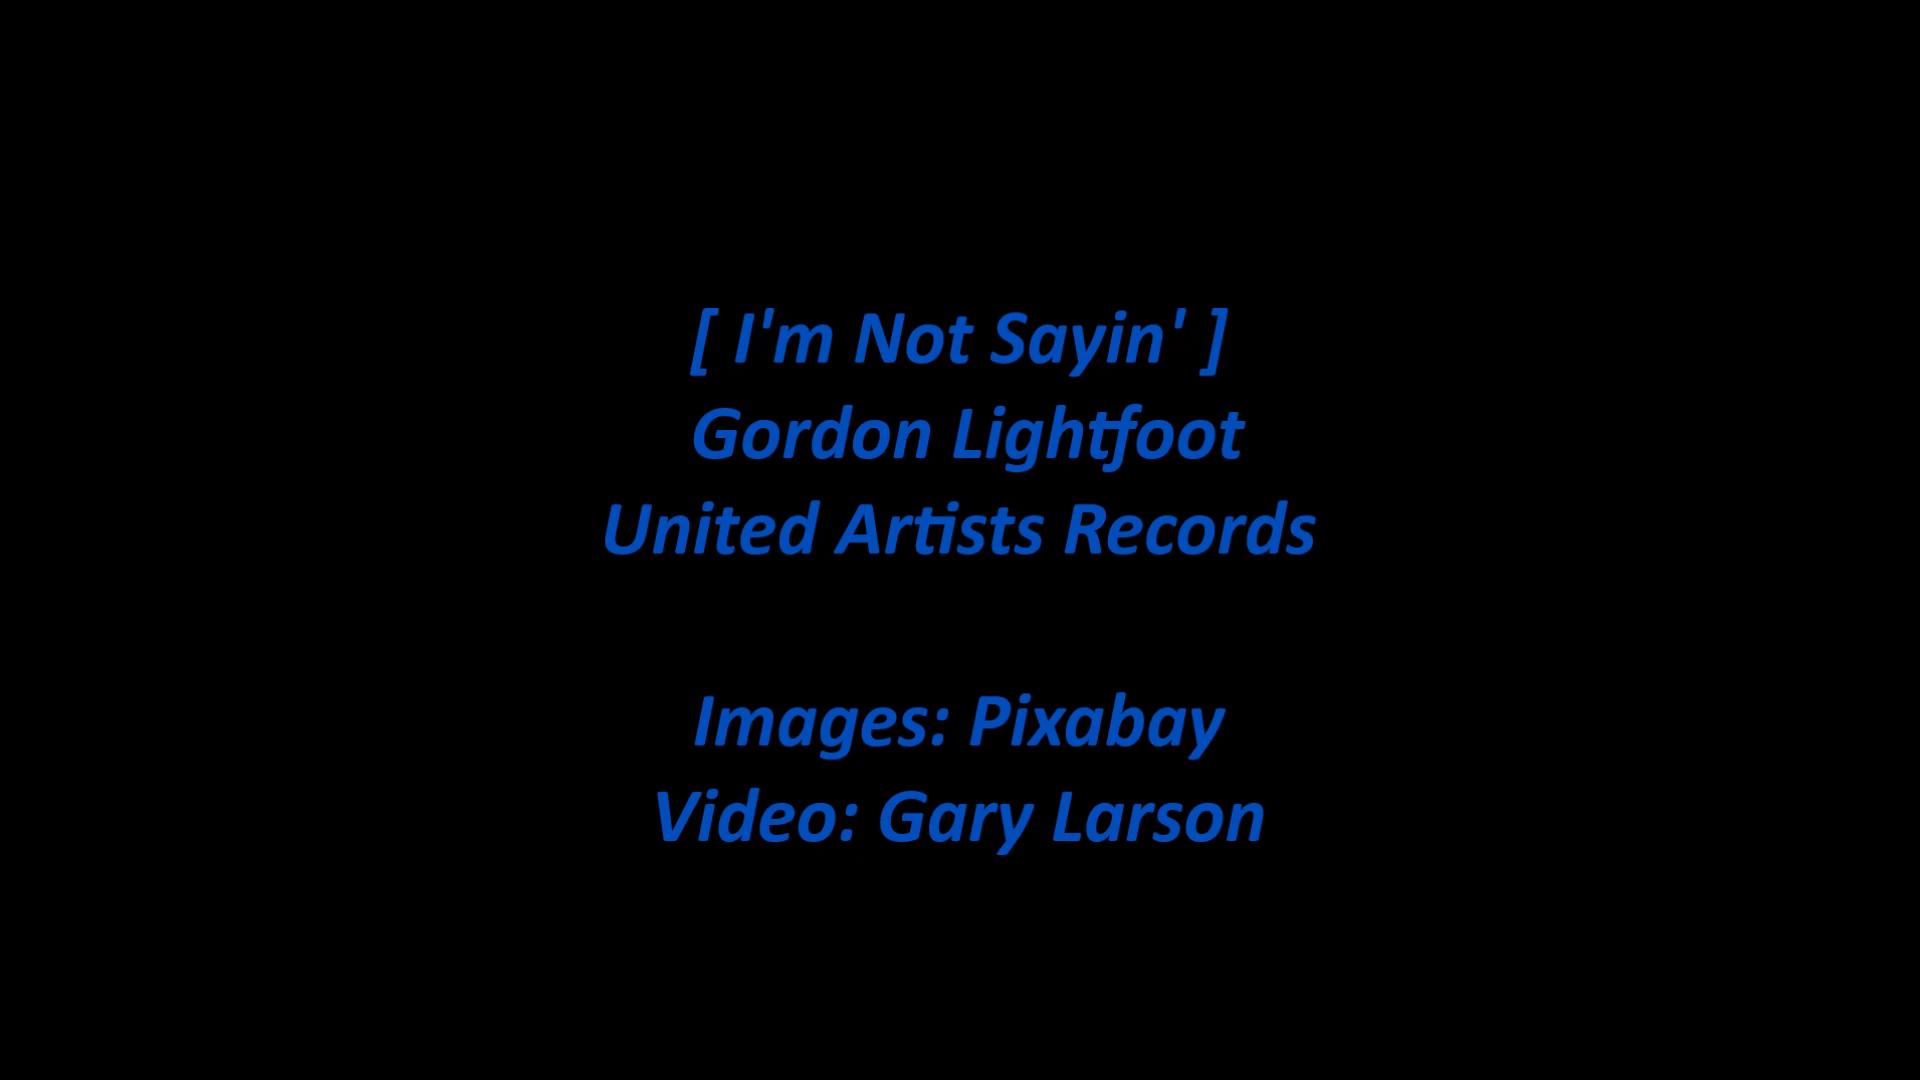 [ I'm Not Sayin' ]
Gordon Lightfoot
United Artists Records
Images: Pixabay
Video: Gary Larson